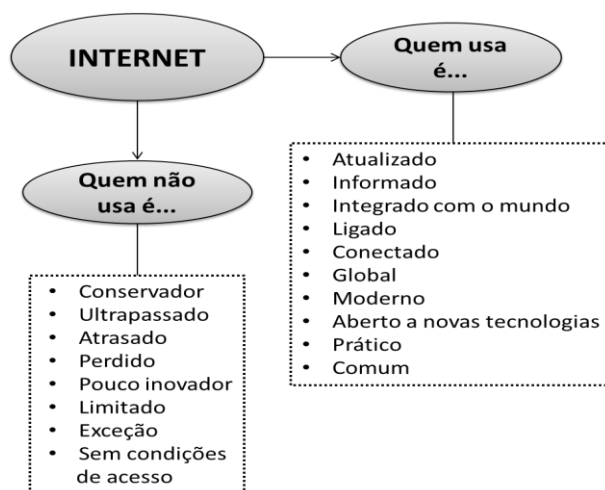 INTERNET
Quem usa
é...
Quem não
usa é...
• Atualizado
• Informado
• Integrado com o mundo
• Ligado
• Conectado
• Global
• Moderno
• Aberto a novas tecnologias
• Prático
• Comum
• Conservador
• Ultrapassado
• Atrasado
• Perdido
• Pouco inovador
• Limitado
• Exceção
• Sem condições
de acesso